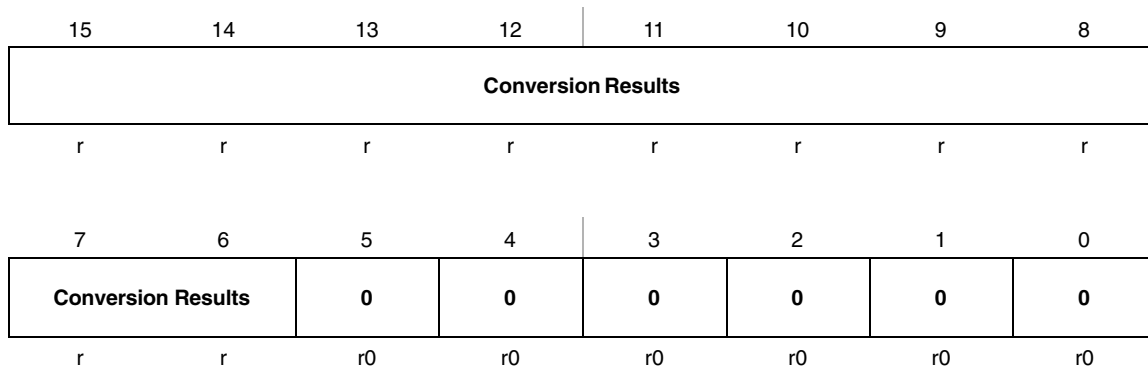 15 14 13 12 11 10 9 8
Conversion Results
r r r r r r r r
7 6 5 4 3 2 1 0
Conversion Results 0 0 0 0 0 0
r r r0 r0 r0 r0 r0 r0